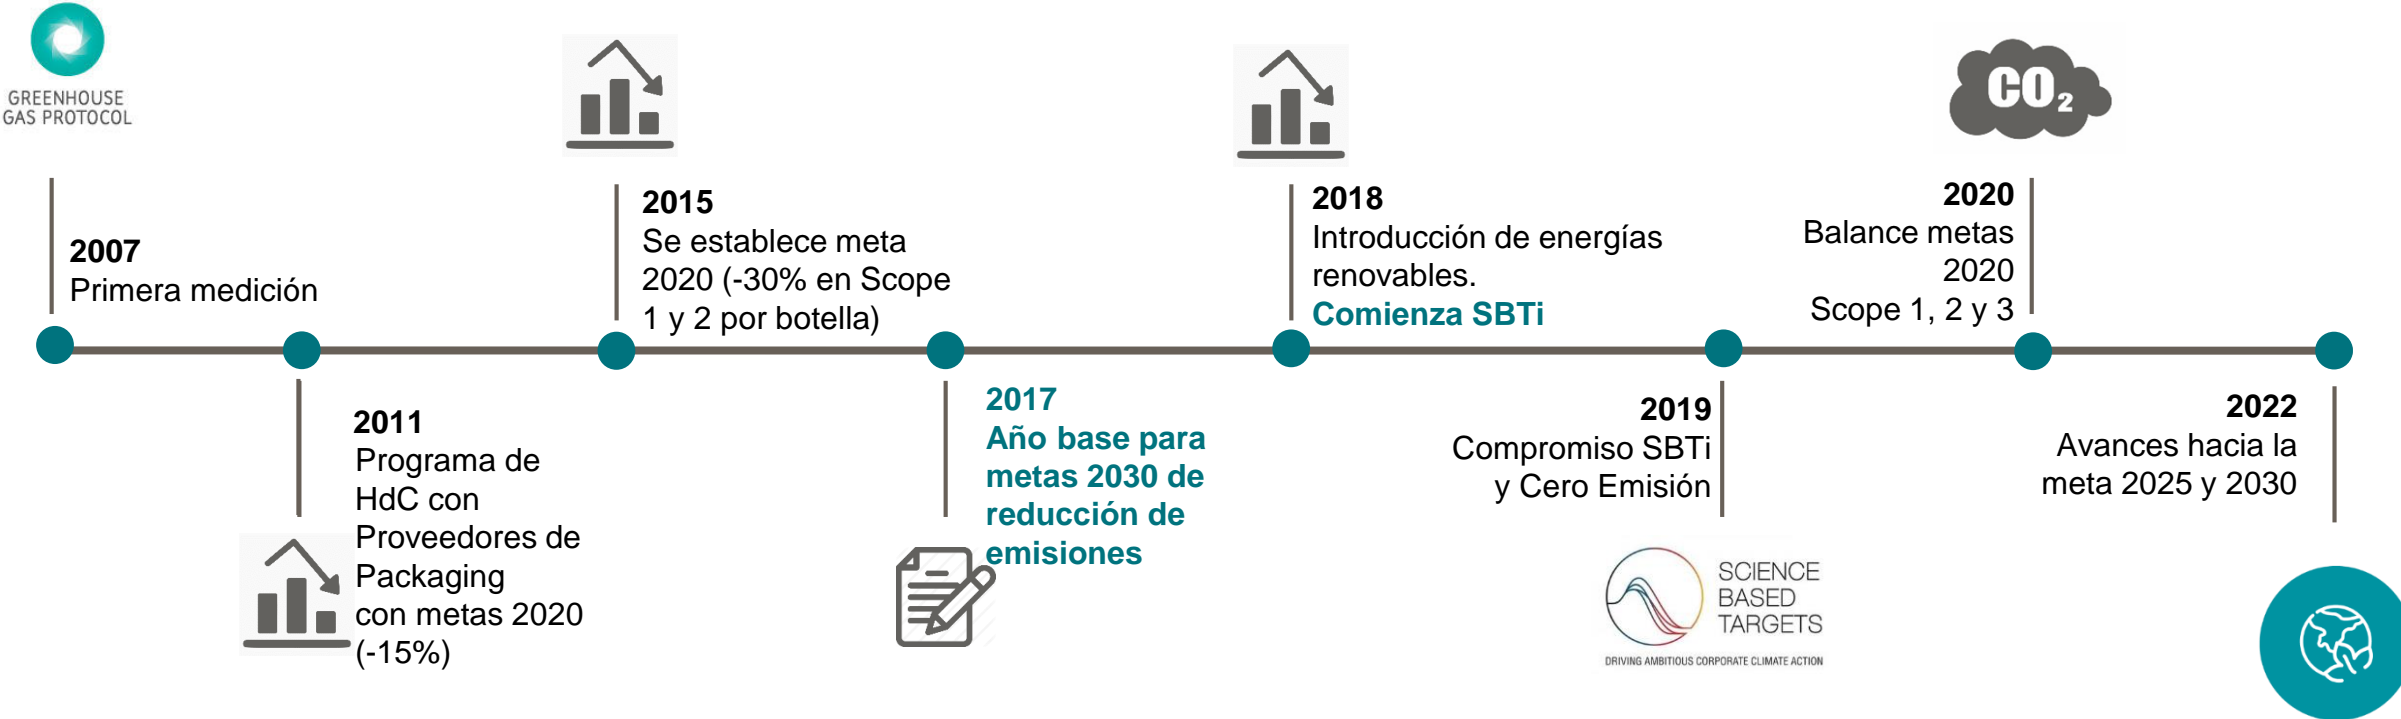 GREENHOUSE
GAS PROTOCOL
2007
Primera medición
2011
Programa de
HdC con
Proveedores de
Packaging
con metas 2020
(-15%)
2015
Se establece meta
2020 (-30% en Scope
1 y 2 por botella)
2017
Año base para
metas 2030 de
reducción de
emisiones
2018
Introducción de energías
renovables.
Comienza SBTi
2019
Compromiso SBTi
y Cero Emisión
SCIENCE
BASED
TARGETS
DRIVING AMBITIOUS CORPORATE CLIMATE ACTION
CO2
2020
Balance metas
2020
Scope 1, 2 y 3
2022
Avances hacia la
meta 2025 y 2030